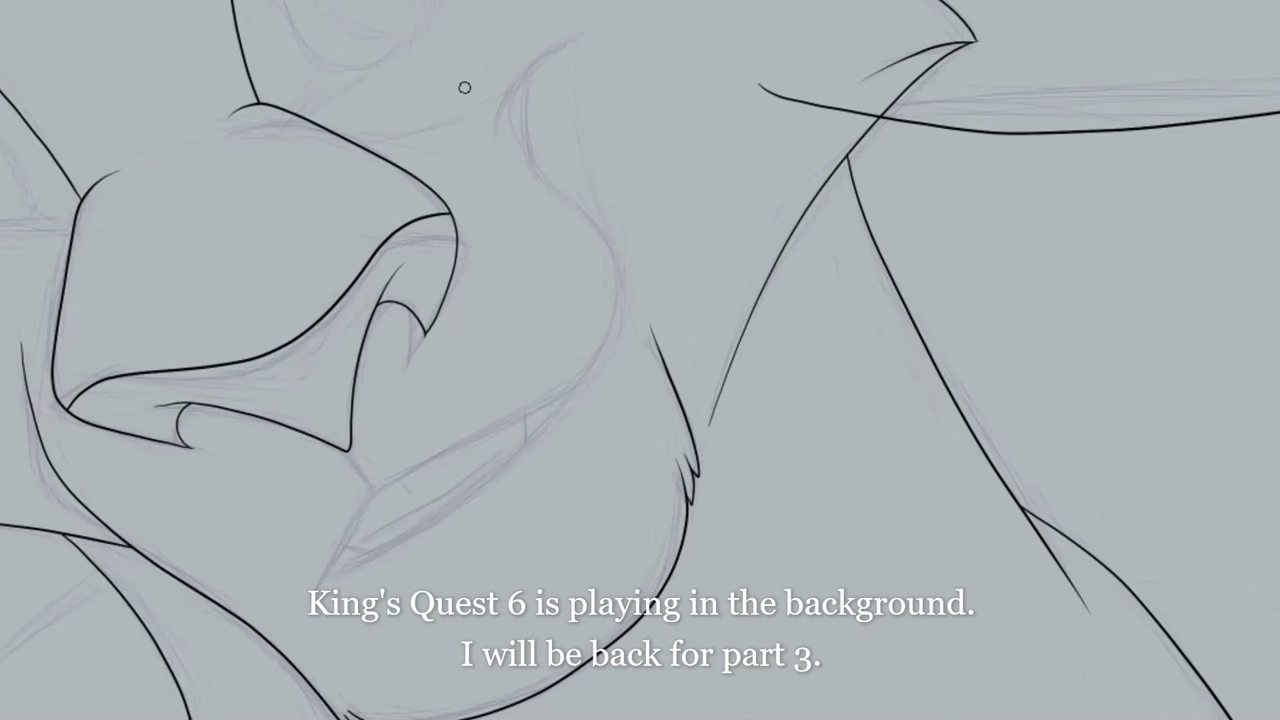 King's Quest 6 is playing in the background.
I will be back for part 3.